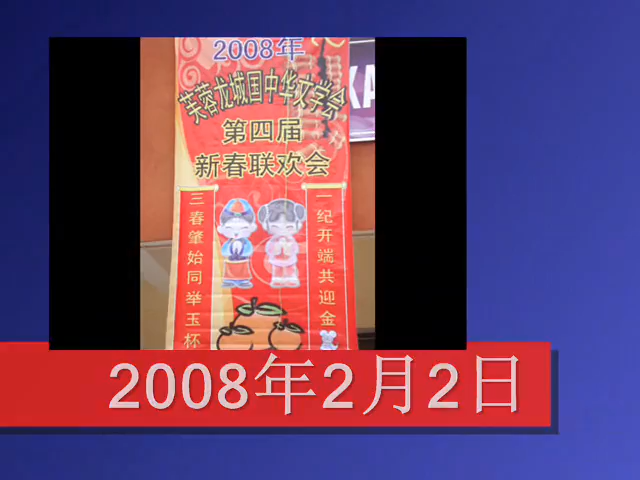 2008年
芙蓉龙城国中华文学会
第四届
新春联欢会
一纪开端共迎金
三春肇始同举玉杯
KA
2008年2月2日